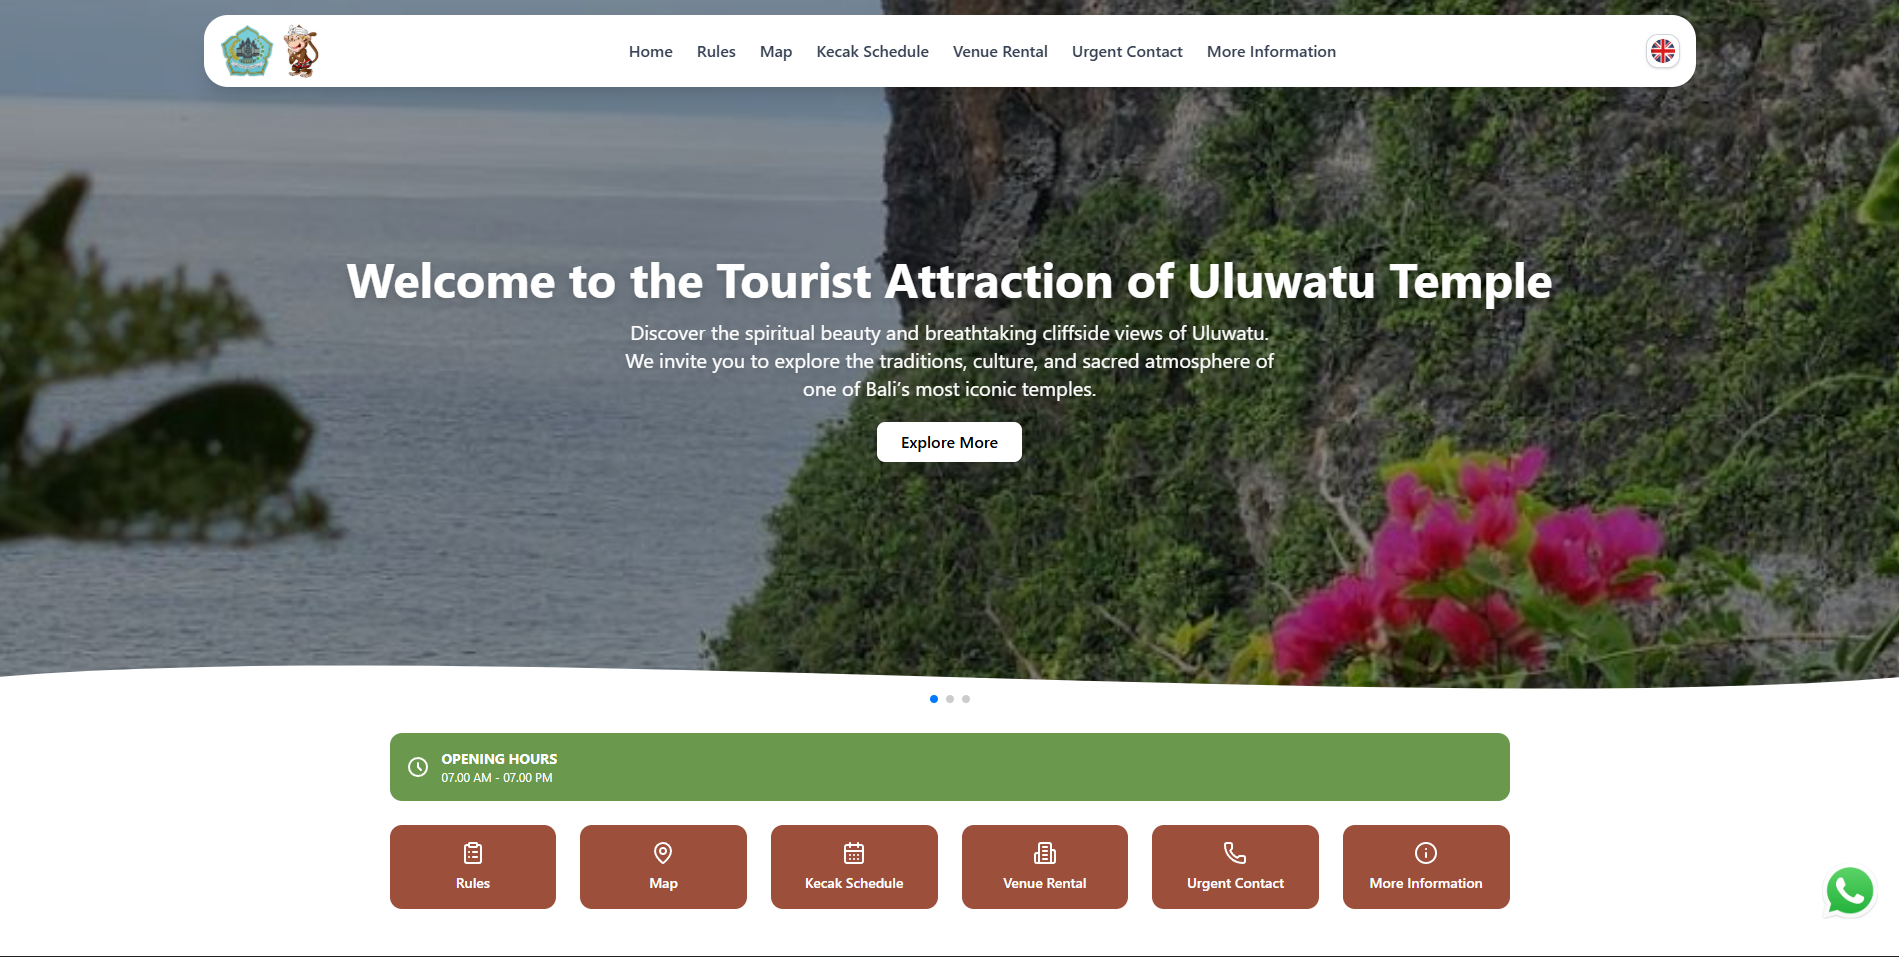 Home Rules Map Kecak Schedule Venue Rental Urgent Contact More Information
Welcome to the Tourist Attraction of Uluwatu Temple
Discover the spiritual beauty and breathtaking cliffside views of Uluwatu.
We invite you to explore the traditions, culture, and sacred atmosphere of
one of Bali’s most iconic temples.
Explore More
OPENING HOURS
07.00 AM - 07.00 PM
Rules
Map
Kecak Schedule
Venue Rental
Urgent Contact
More Information